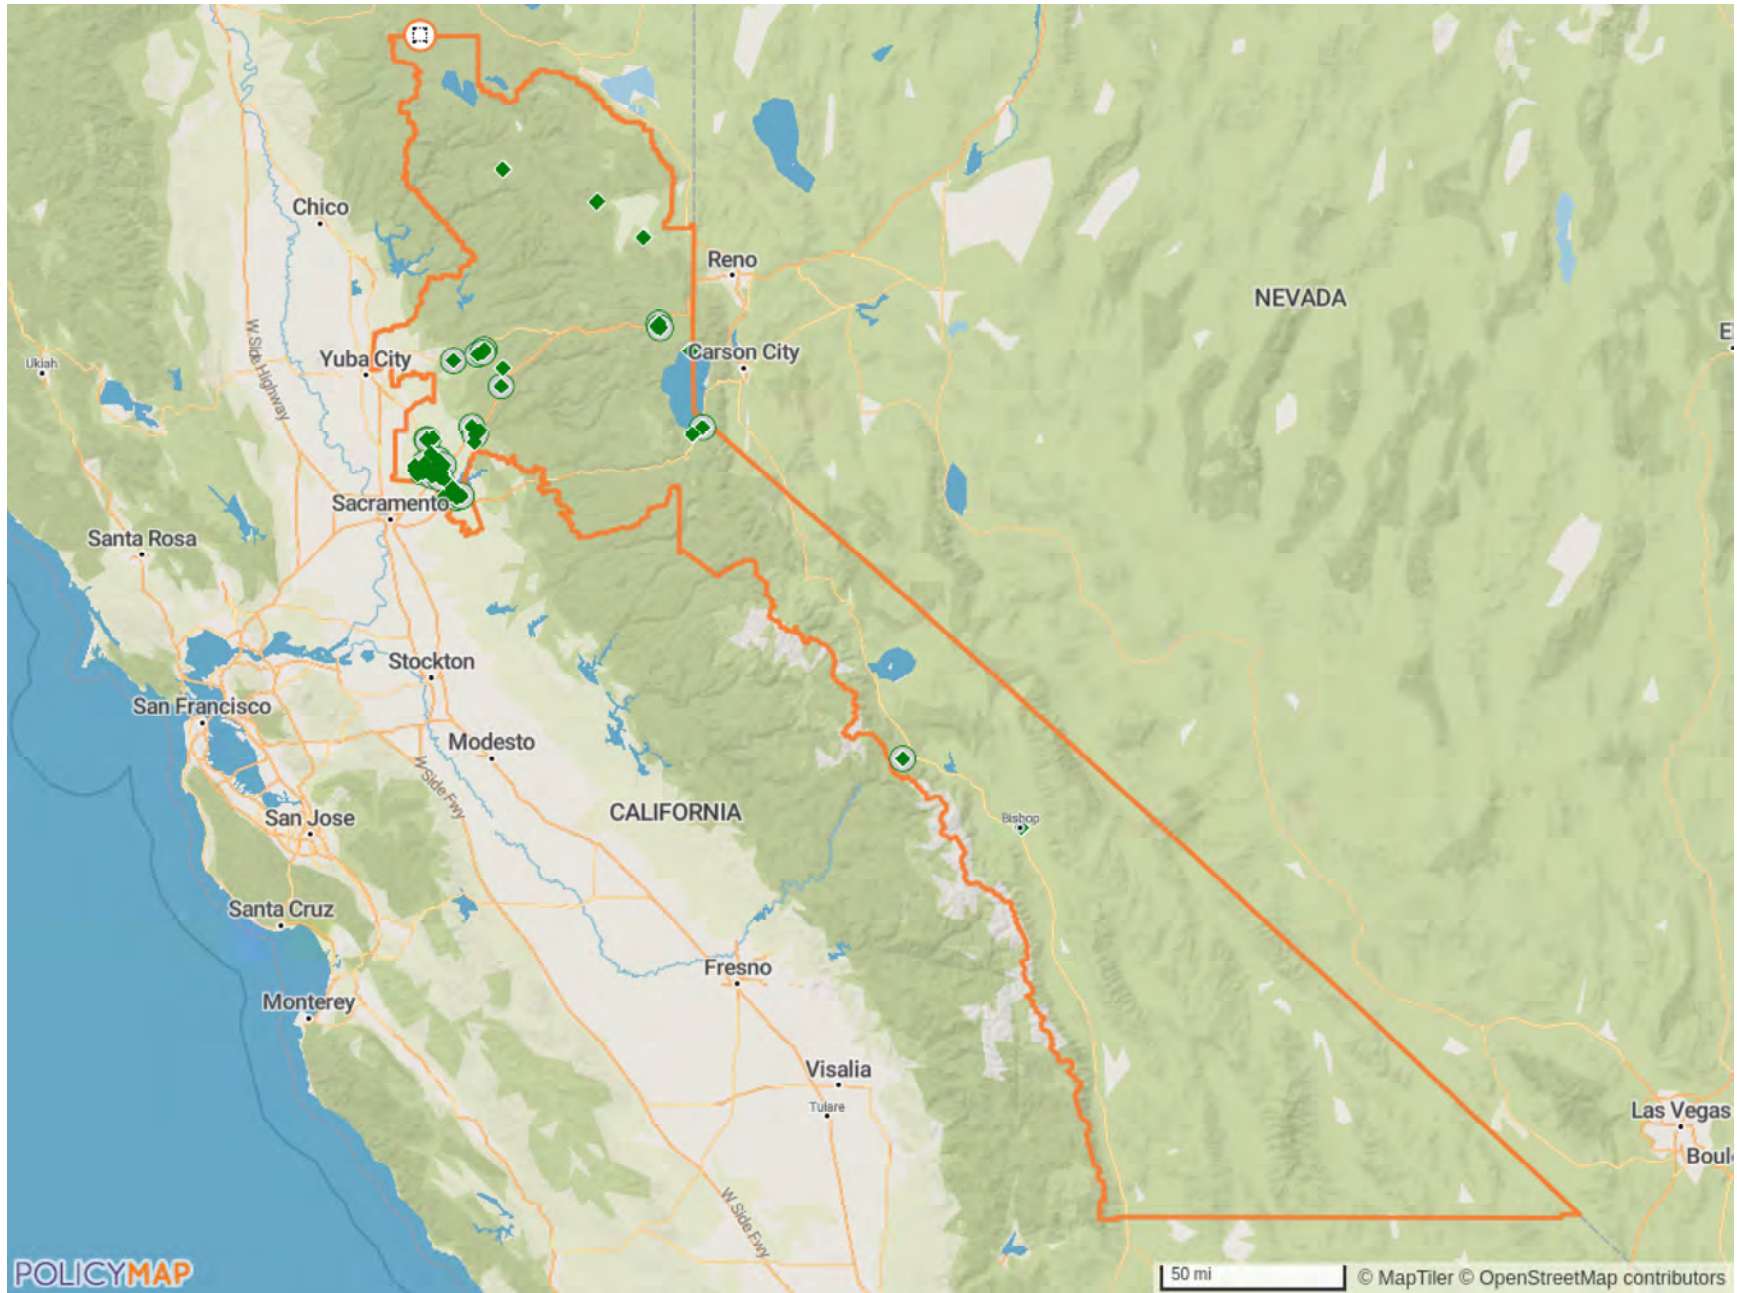 Chico
Reno
NEVADA
W Side Highway
Yuba City
Carson City
Ukiah
Sacramento
Santa Rosa
Stockton
San Francisco
Modesto
W Side Fwy
San Jose
CALIFORNIA
Bishop
Santa Cruz
Fresno
Monterey
Visalia
Tulare
Las Vegas
Boul
W Side Fwy
POLICYMAP
50 mi
© MapTiler © OpenStreetMap contributors